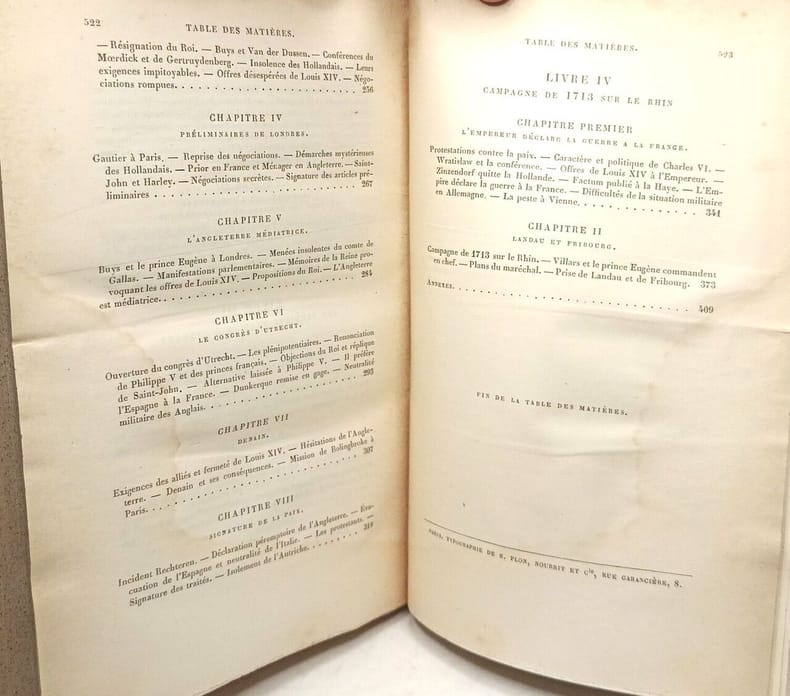 522
TABLE DES MATIÈRES.
— Résignation du Roi. — Buys et Van der Dussen. — Conférences du
Mœrdick et de Gertruydenberg. — Insolence des Hollandais. — Leurs
exigences impitoyables. — Offres désespérées de Louis XIV. — Négo-
ciations rompues. 256
CHAPITRE IV
PRÉLIMINAIRES DE LONDRES.
Gautier à Paris. — Reprise des négociations. — Démarches mystérieuses
des Hollandais. — Prior en France et Ménager en Angleterre. — Saint-
John et Harley. — Négociations secrètes. — Signature des articles pré-
liminaires 267
CHAPITRE V
L'ANGLETERRE MÉDIATRICE.
Buys et le prince Eugène à Londres. — Menées insolentes du comte de
Gallas. — Manifestations parlementaires. — Mémoires de la Reine pro-
voquant les offres de Louis XIV. — Propositions du Roi. — L'Angleterre
est médiatrice. 284
CHAPITRE VI
LE CONGRÈS D'UTRECHT.
Ouverture du congrès d'Utrecht. — Les plénipotentiaires. — Renonciation
de Philippe V et des princes français. — Objections du Roi et réplique
de Saint-John. — Alternative laissée à Philippe V. — Il préfère
l'Espagne à la France. — Dunkerque remise en gage. — Neutralité
militaire des Anglais. 293
CHAPITRE VII
DENAIN.
Exigences des alliés et fermeté de Louis XIV. — Hésitations de l'Angle-
terre. — Denain et ses conséquences. — Mission de Bolingbroke à
Paris. 307
CHAPITRE VIII
SIGNATURE DE LA PAIX.
Incident Rechteren. — Déclaration péremptoire de l'Angleterre. — Éva-
cuation de l'Espagne et neutralité de l'Italie. — Les protestants. —
Signature des traités. — Isolement de l'Autriche. 318
TABLE DES MATIÈRES.
523
LIVRE IV
CAMPAGNE DE 1713 SUR LE RHIN
CHAPITRE PREMIER
L'EMPEREUR DÉCLARE LA GUERRE A LA FRANCE.
Protestations contre la paix. — Caractère et politique de Charles VI. —
Wratislaw et la conférence. — Offres de Louis XIV à l'Empereur. —
Zinzendorf quitte la Hollande. — Factum publié à la Haye. — L'Em-
pire déclare la guerre à la France. — Difficultés de la situation militaire
en Allemagne. — La peste à Vienne. 341
CHAPITRE II
LANDAU ET FRIBOURG.
Campagne de 1713 sur le Rhin. — Villars et le prince Eugène commandent
en chef. — Plans du maréchal. — Prise de Landau et de Fribourg. 373
ANNEXES. 409
FIN DE LA TABLE DES MATIÈRES.
PARIS. TYPOGRAPHIE DE E. PLON, NOURRIT ET Cie, RUE GARANCIÈRE, 8.